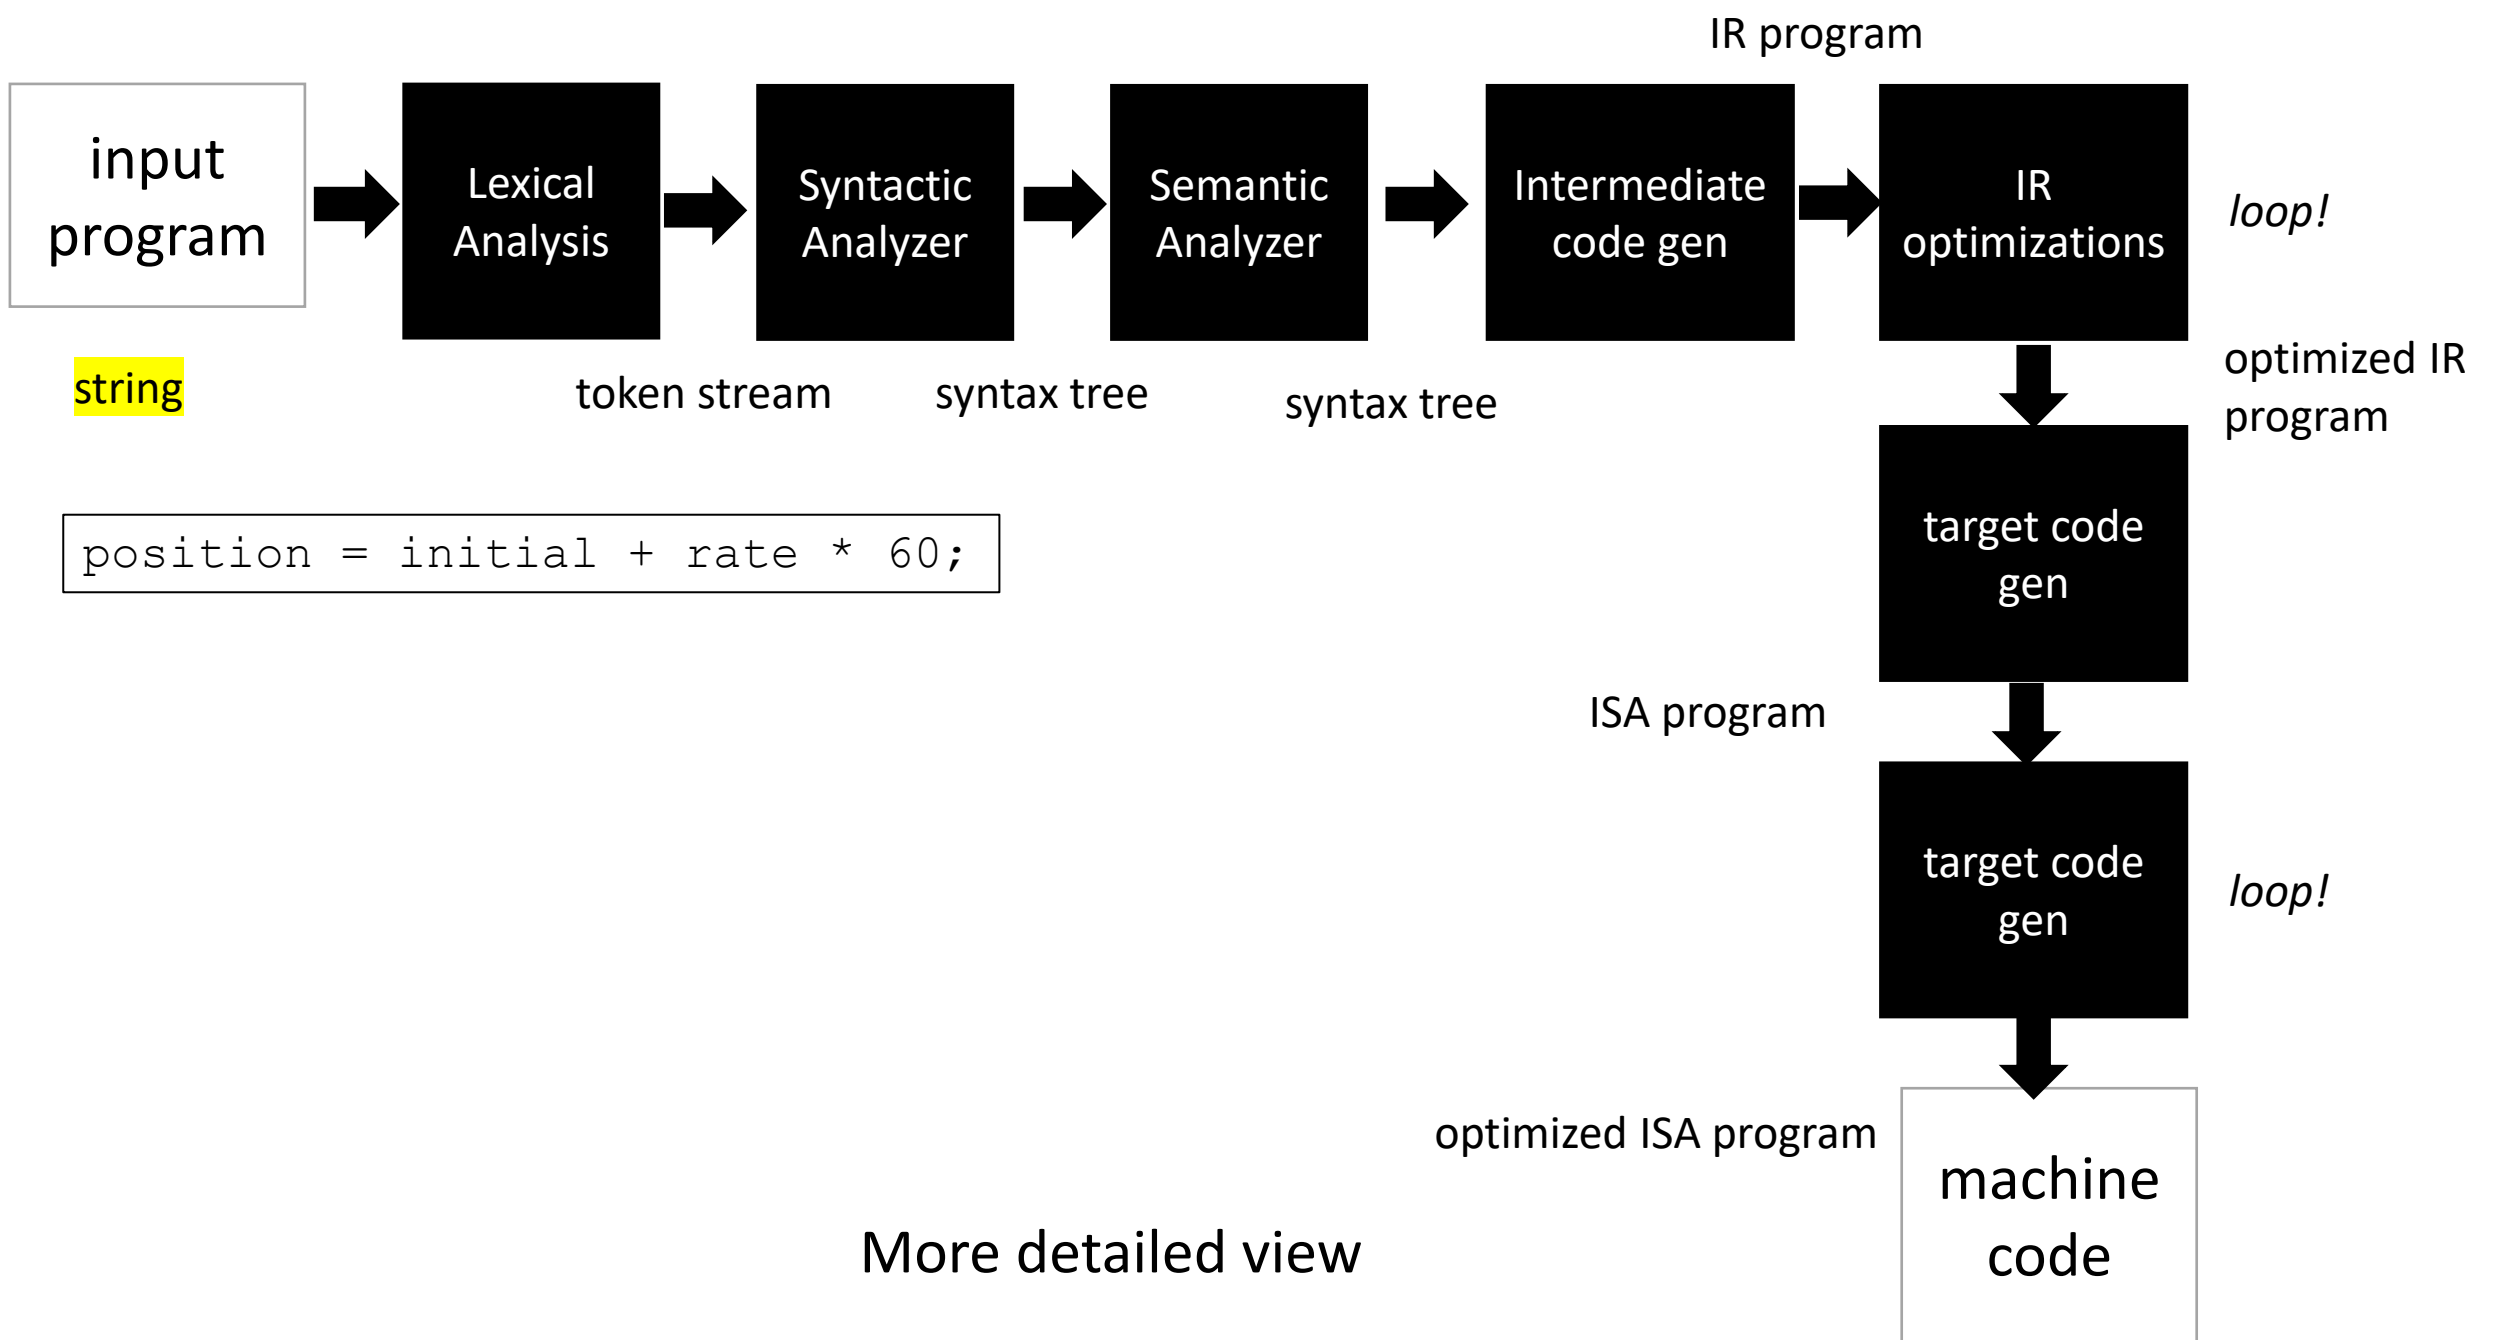 IR program
input
program
Lexical
Analysis
Syntactic
Analyzer
Semantic
Analyzer
Intermediate
code gen
IR
optimizations
loop!
string
token stream
syntax tree
syntax tree
optimized IR
program
position = initial + rate * 60;
target code
gen
ISA program
target code
gen
loop!
optimized ISA program
machine
code
More detailed view